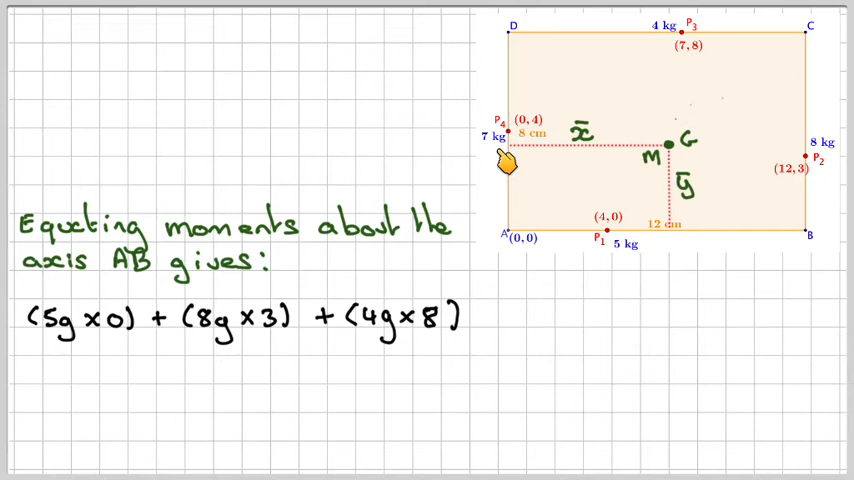 D
4 kg
P3
C
(7, 8)
P4
(0, 4)
7 kg
8 cm
x̄
G
M
8 kg
P2
(12, 3)
ȳ
(4, 0)
12 cm
A
(0, 0)
P1
5 kg
B
Equating moments about the
axis AB gives:
(5g × 0) + (8g × 3) + (4g × 8)